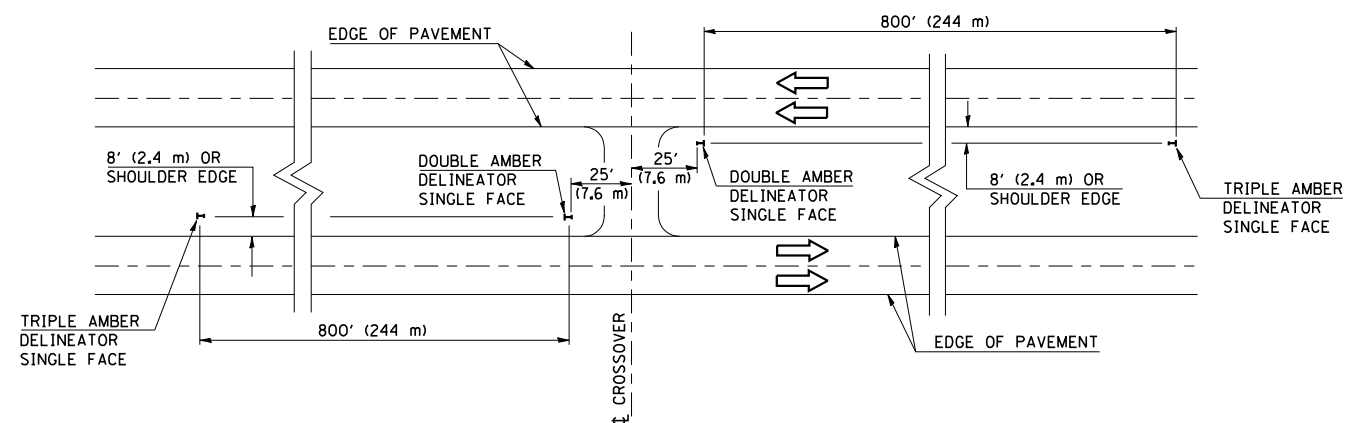 800' (244 m)
EDGE OF PAVEMENT
8' (2.4 m) OR
SHOULDER EDGE
DOUBLE AMBER
DELINEATOR
SINGLE FACE
25'
(7.6 m)
25'
(7.6 m)
DOUBLE AMBER
DELINEATOR
SINGLE FACE
8' (2.4 m) OR
SHOULDER EDGE
TRIPLE AMBER
DELINEATOR
SINGLE FACE
TRIPLE AMBER
DELINEATOR
SINGLE FACE
800' (244 m)
EDGE OF PAVEMENT
℄ CROSSOVER